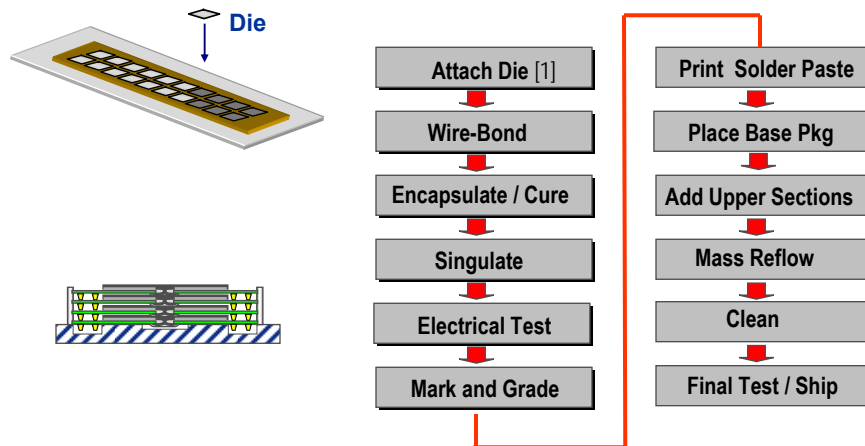 Die
Attach Die [1]
Wire-Bond
Encapsulate / Cure
Singulate
Electrical Test
Mark and Grade
Print Solder Paste
Place Base Pkg
Add Upper Sections
Mass Reflow
Clean
Final Test / Ship